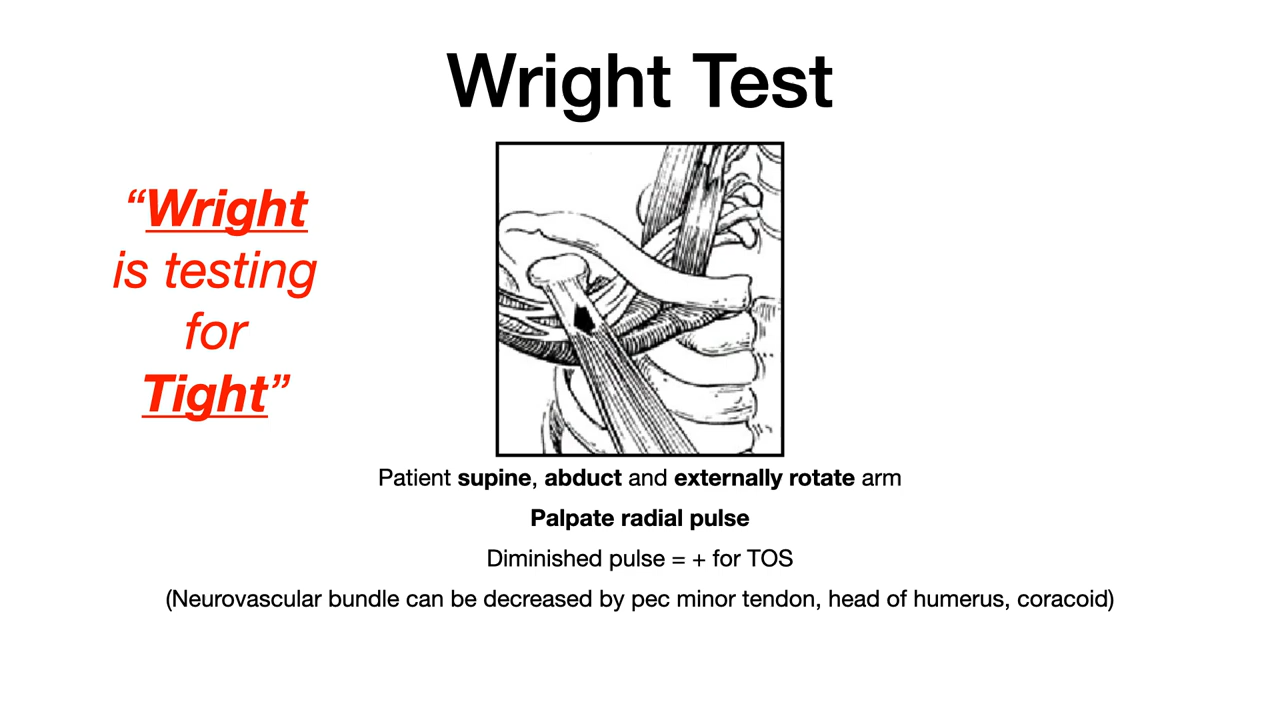 Wright Test
“Wright
is testing
for
Tight”
Patient supine, abduct and externally rotate arm
Palpate radial pulse
Diminished pulse = + for TOS
(Neurovascular bundle can be decreased by pec minor tendon, head of humerus, coracoid)